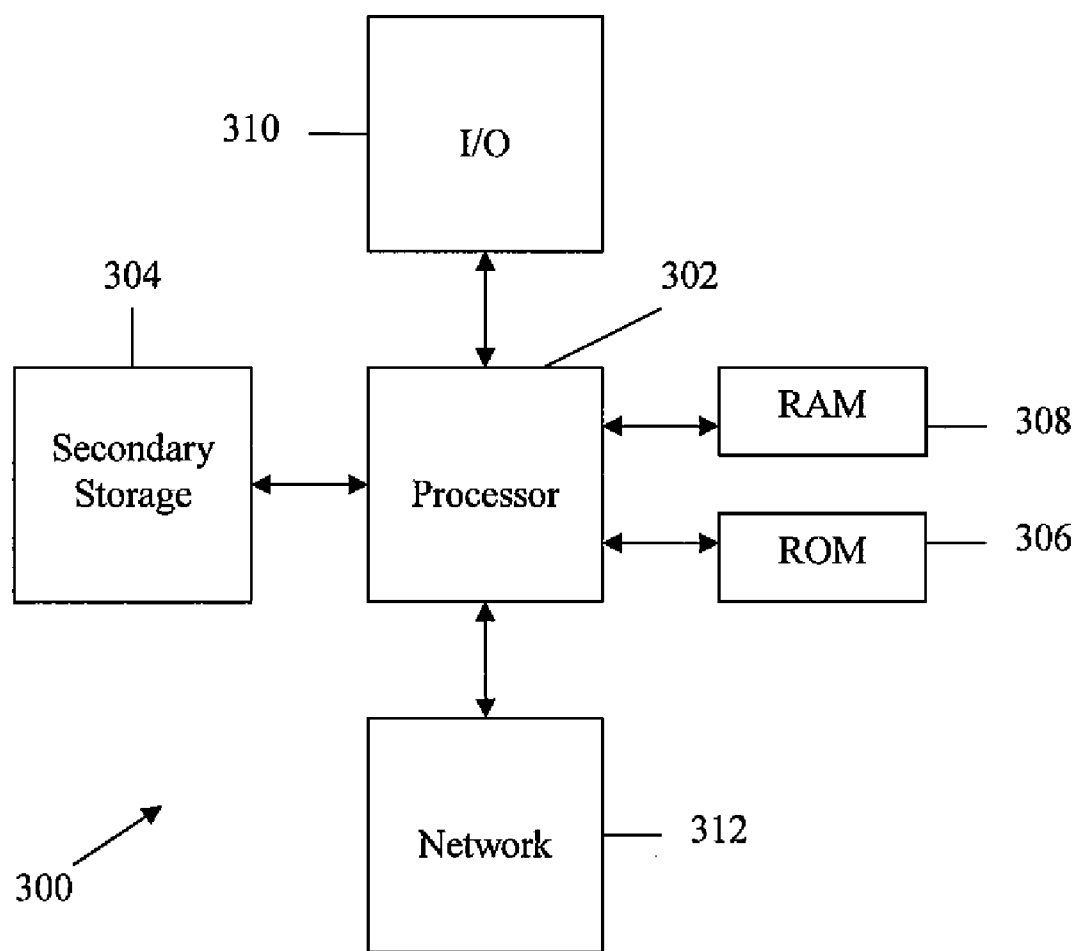 310
I/O
304
302
Secondary
Storage
Processor
RAM
308
ROM
306
Network
312
300